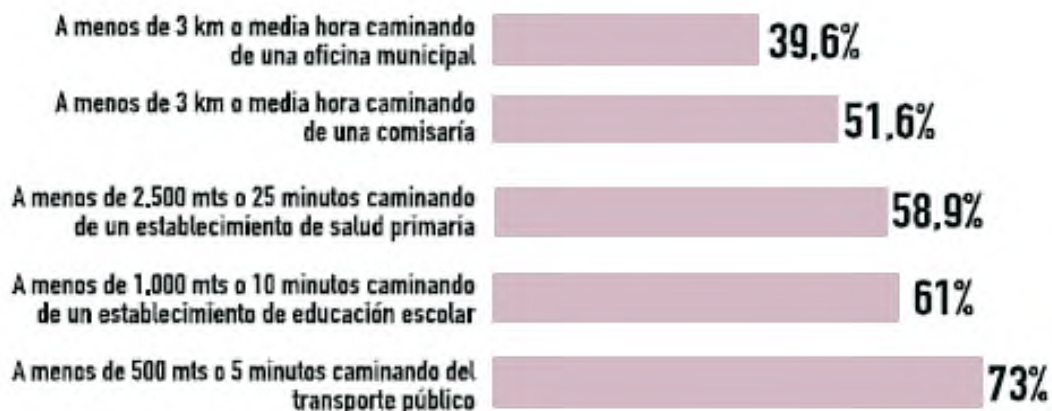 A menos de 3 km o media hora caminando
de una oficina municipal
39,6%
A menos de 3 km o media hora caminando
de una comisaría
51,6%
A menos de 2,500 mts o 25 minutos caminando
de un establecimiento de salud primaria
58,9%
A menos de 1,000 mts o 10 minutos caminando
de un establecimiento de educación escolar
61%
A menos de 500 mts o 5 minutos caminando del
transporte público
73%